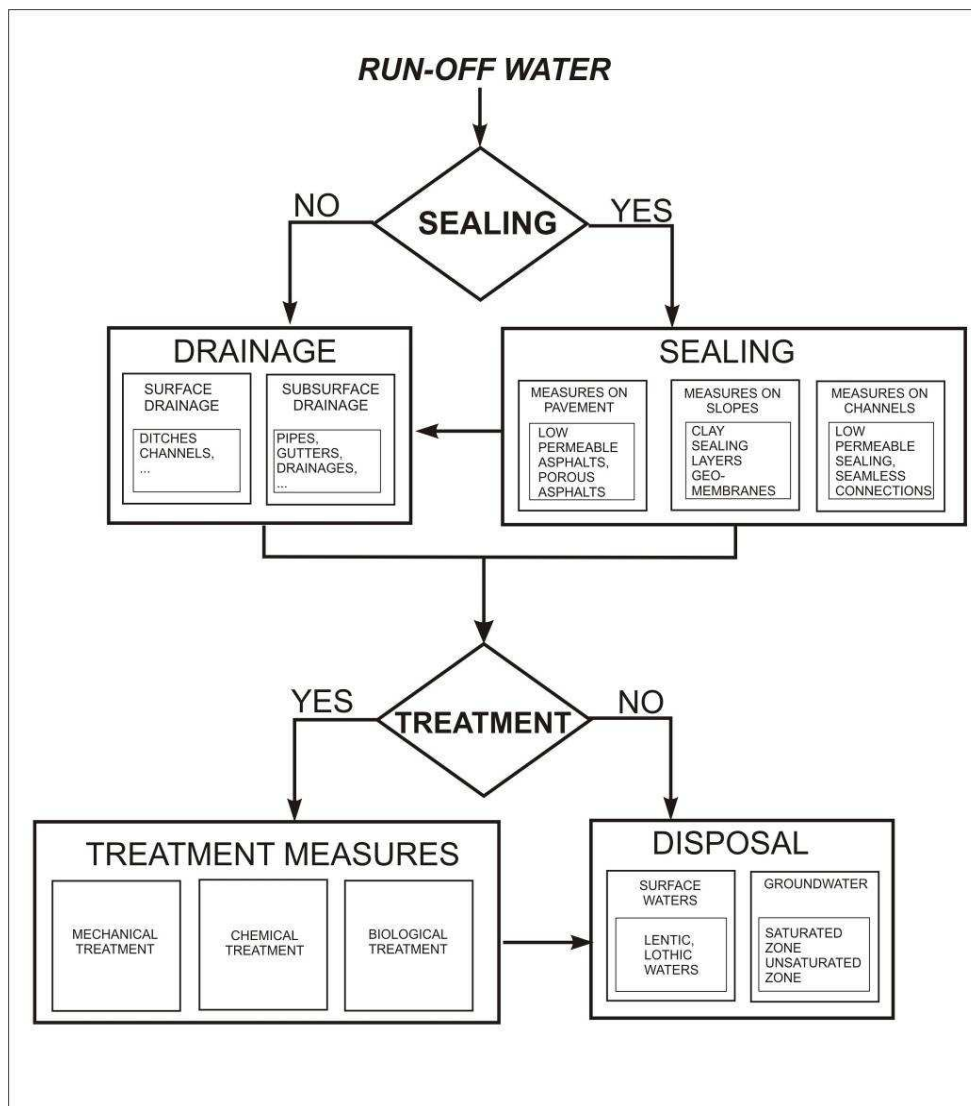 RUN-OFF WATER
NO
YES
SEALING
DRAINAGE
SURFACE
DRAINAGE
DITCHES
CHANNELS,
...
SUBSURFACE
DRAINAGE
PIPES,
GUTTERS,
DRAINAGES,
...
SEALING
MEASURES ON
PAVEMENT
LOW
PERMEABLE
ASPHALTS,
POROUS
ASPHALTS
MEASURES ON
SLOPES
CLAY
SEALING
LAYERS
GEO-
MEMBRANES
MEASURES ON
CHANNELS
LOW
PERMEABLE
SEALING,
SEAMLESS
CONNECTIONS
YES
NO
TREATMENT
TREATMENT MEASURES
MECHANICAL
TREATMENT
CHEMICAL
TREATMENT
BIOLOGICAL
TREATMENT
DISPOSAL
SURFACE
WATERS
LENTIC,
LOTHIC
WATERS
GROUNDWATER
SATURATED
ZONE
UNSATURATED
ZONE